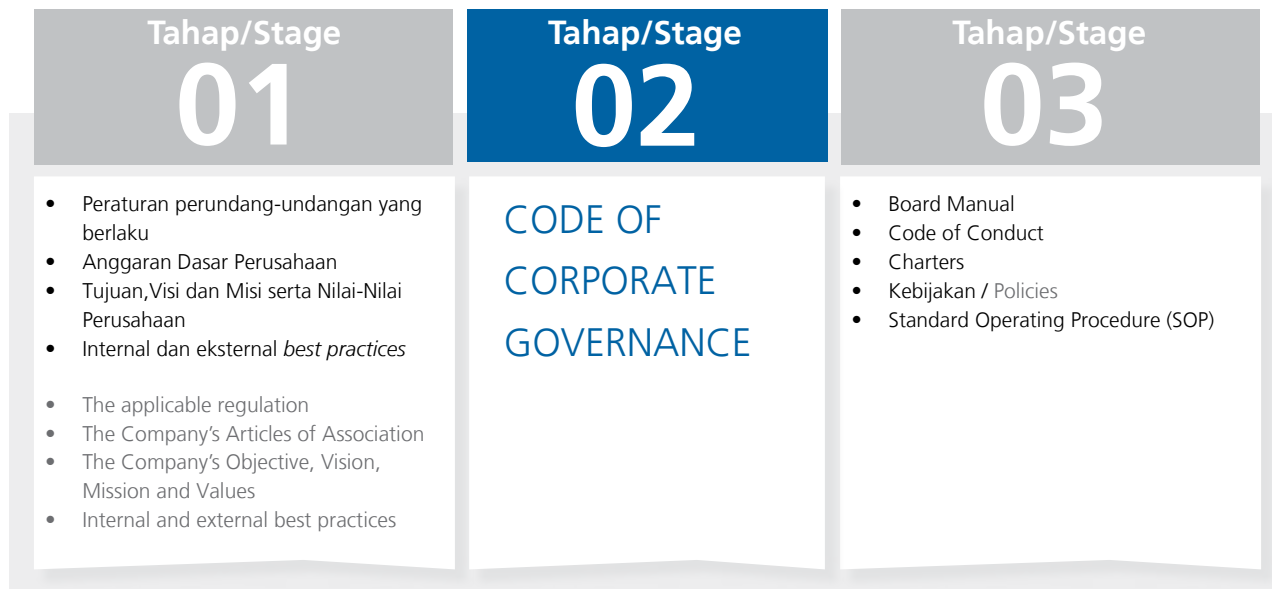 Tahap/Stage
01
• Peraturan perundang-undangan yang
berlaku
• Anggaran Dasar Perusahaan
• Tujuan,Visi dan Misi serta Nilai-Nilai
Perusahaan
• Internal dan eksternal best practices
• The applicable regulation
• The Company’s Articles of Association
• The Company’s Objective, Vision,
Mission and Values
• Internal and external best practices
Tahap/Stage
02
CODE OF
CORPORATE
GOVERNANCE
Tahap/Stage
03
• Board Manual
• Code of Conduct
• Charters
• Kebijakan / Policies
• Standard Operating Procedure (SOP)